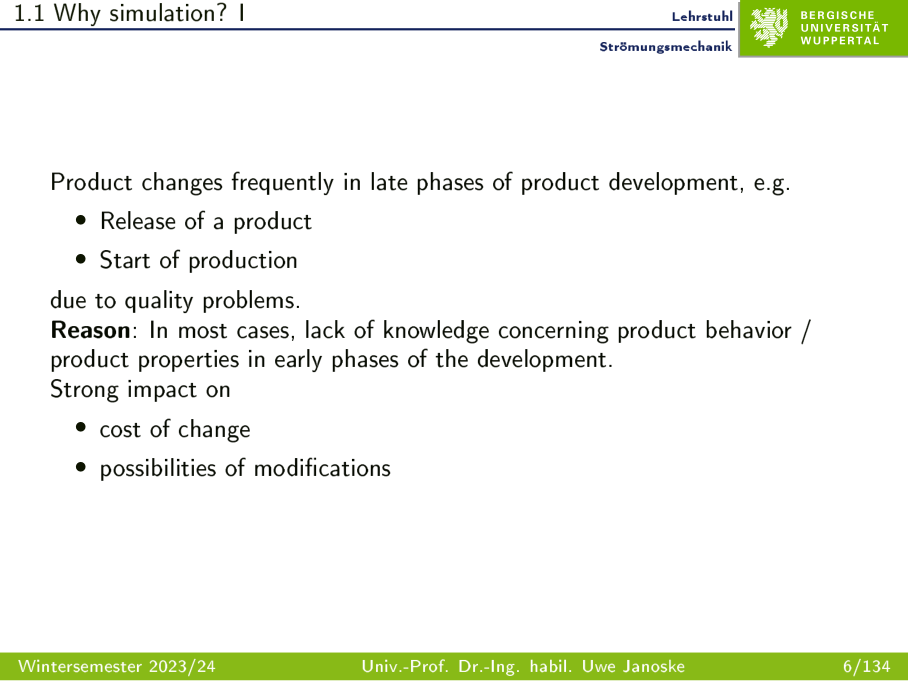 1.1 Why simulation? I
Lehrstuhl
Strömungsmechanik
BERGISCHE
UNIVERSITÄT
WUPPERTAL
Product changes frequently in late phases of product development, e.g.
• Release of a product
• Start of production
due to quality problems.
Reason: In most cases, lack of knowledge concerning product behavior /
product properties in early phases of the development.
Strong impact on
• cost of change
• possibilities of modifications
Wintersemester 2023/24 Univ.-Prof. Dr.-Ing. habil. Uwe Janoske 6/134